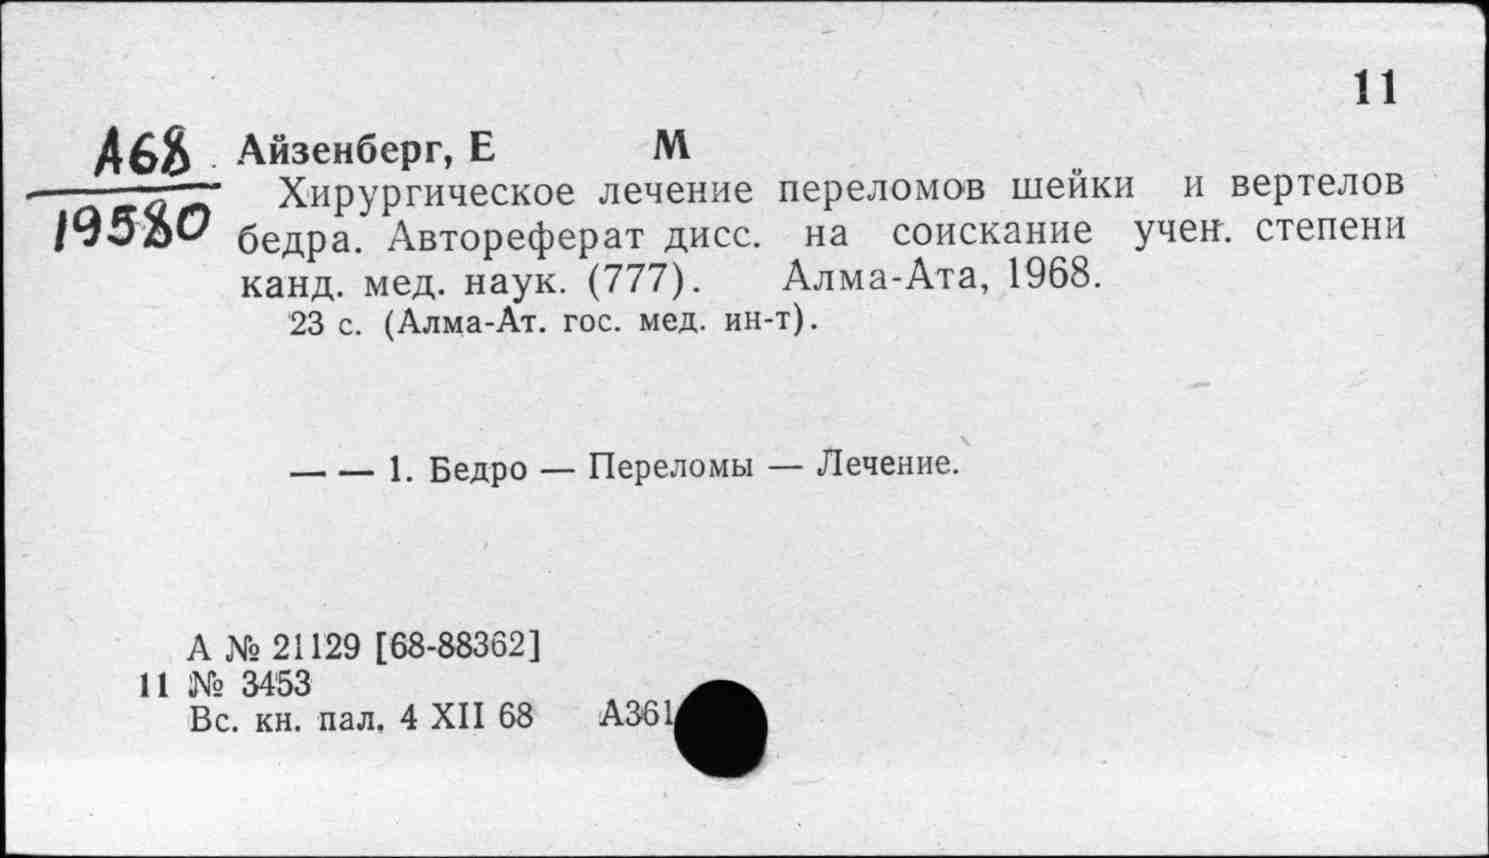 11
А68 Айзенберг, Е М
19580
Хирургическое лечение переломов шейки и вертелов
бедра. Автореферат дисс. на соискание учен. степени
канд. мед. наук. (777). Алма-Ата, 1968.
23 с. (Алма-Ат. гос. мед. ин-т).
— — 1. Бедро — Переломы — Лечение.
А № 21129 [68-88362]
11 № 3453
Вс. кн. пал. 4 XII 68 А361